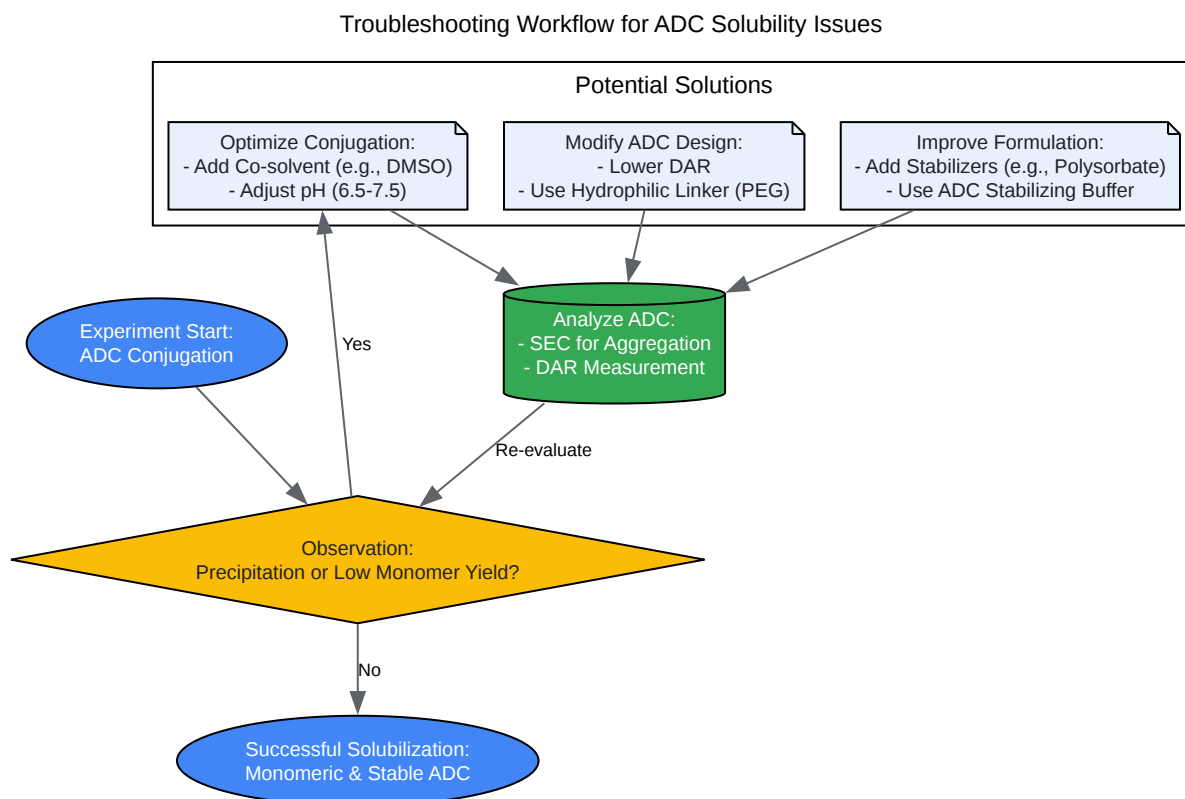 Troubleshooting Workflow for ADC Solubility Issues
Potential Solutions
Optimize Conjugation:
- Add Co-solvent (e.g., DMSO)
- Adjust pH (6.5-7.5)
Modify ADC Design:
- Lower DAR
- Use Hydrophilic Linker (PEG)
Improve Formulation:
- Add Stabilizers (e.g., Polysorbate)
- Use ADC Stabilizing Buffer
Experiment Start:
ADC Conjugation
Yes
Analyze ADC:
- SEC for Aggregation
- DAR Measurement
Re-evaluate
Observation:
Precipitation or Low Monomer Yield?
No
Successful Solubilization:
Monomeric & Stable ADC